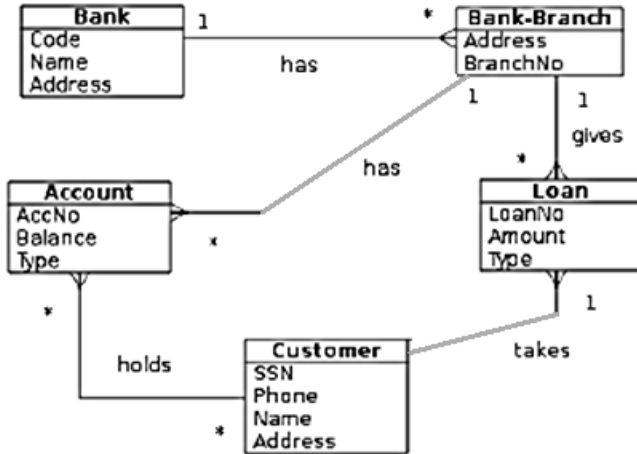 Bank
Code
Name
Address
1
*
has
Bank-Branch
Address
BranchNo
1
1
gives
*
has
Account
AccNo
Balance
Type
*
Loan
LoanNo
Amount
Type
*
1
holds
takes
Customer
SSN
Phone
Name
Address
*